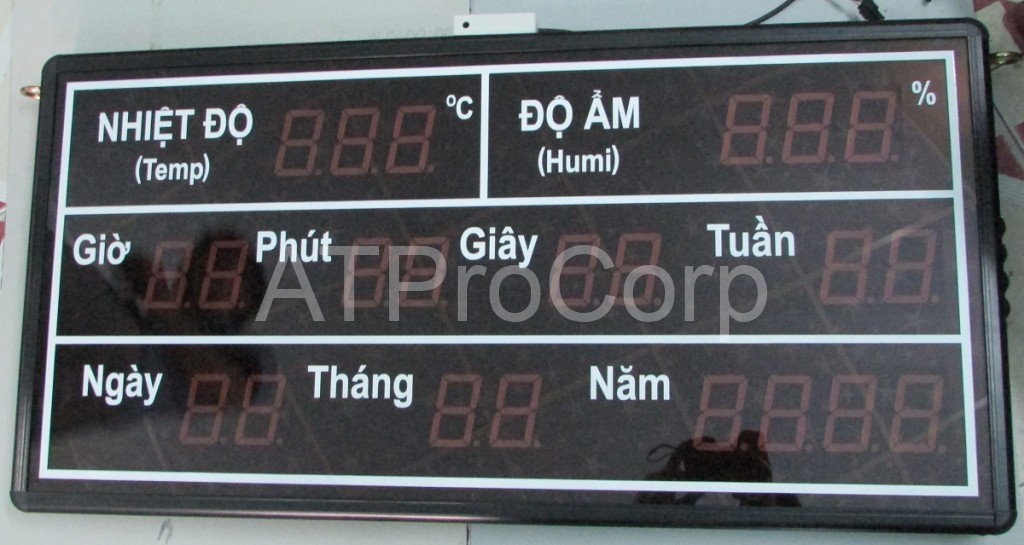 NHIỆT ĐỘ
(Temp)
°C
ĐỘ ẨM
(Humi)
%
Giờ
Phút
Giây
Tuần
ATProCorp
Ngày
Tháng
Năm